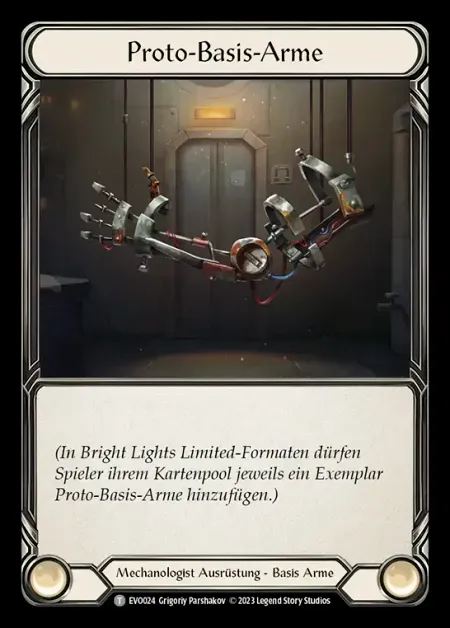 Proto-Basis-Arme
(In Bright Lights Limited-Formaten dürfen
Spieler ihrem Kartenpool jeweils ein Exemplar
Proto-Basis-Arme hinzufügen.)
Mechanologist Ausrüstung - Basis Arme
T EVO024 Grigoriy Parshakov © 2023 Legend Story Studios